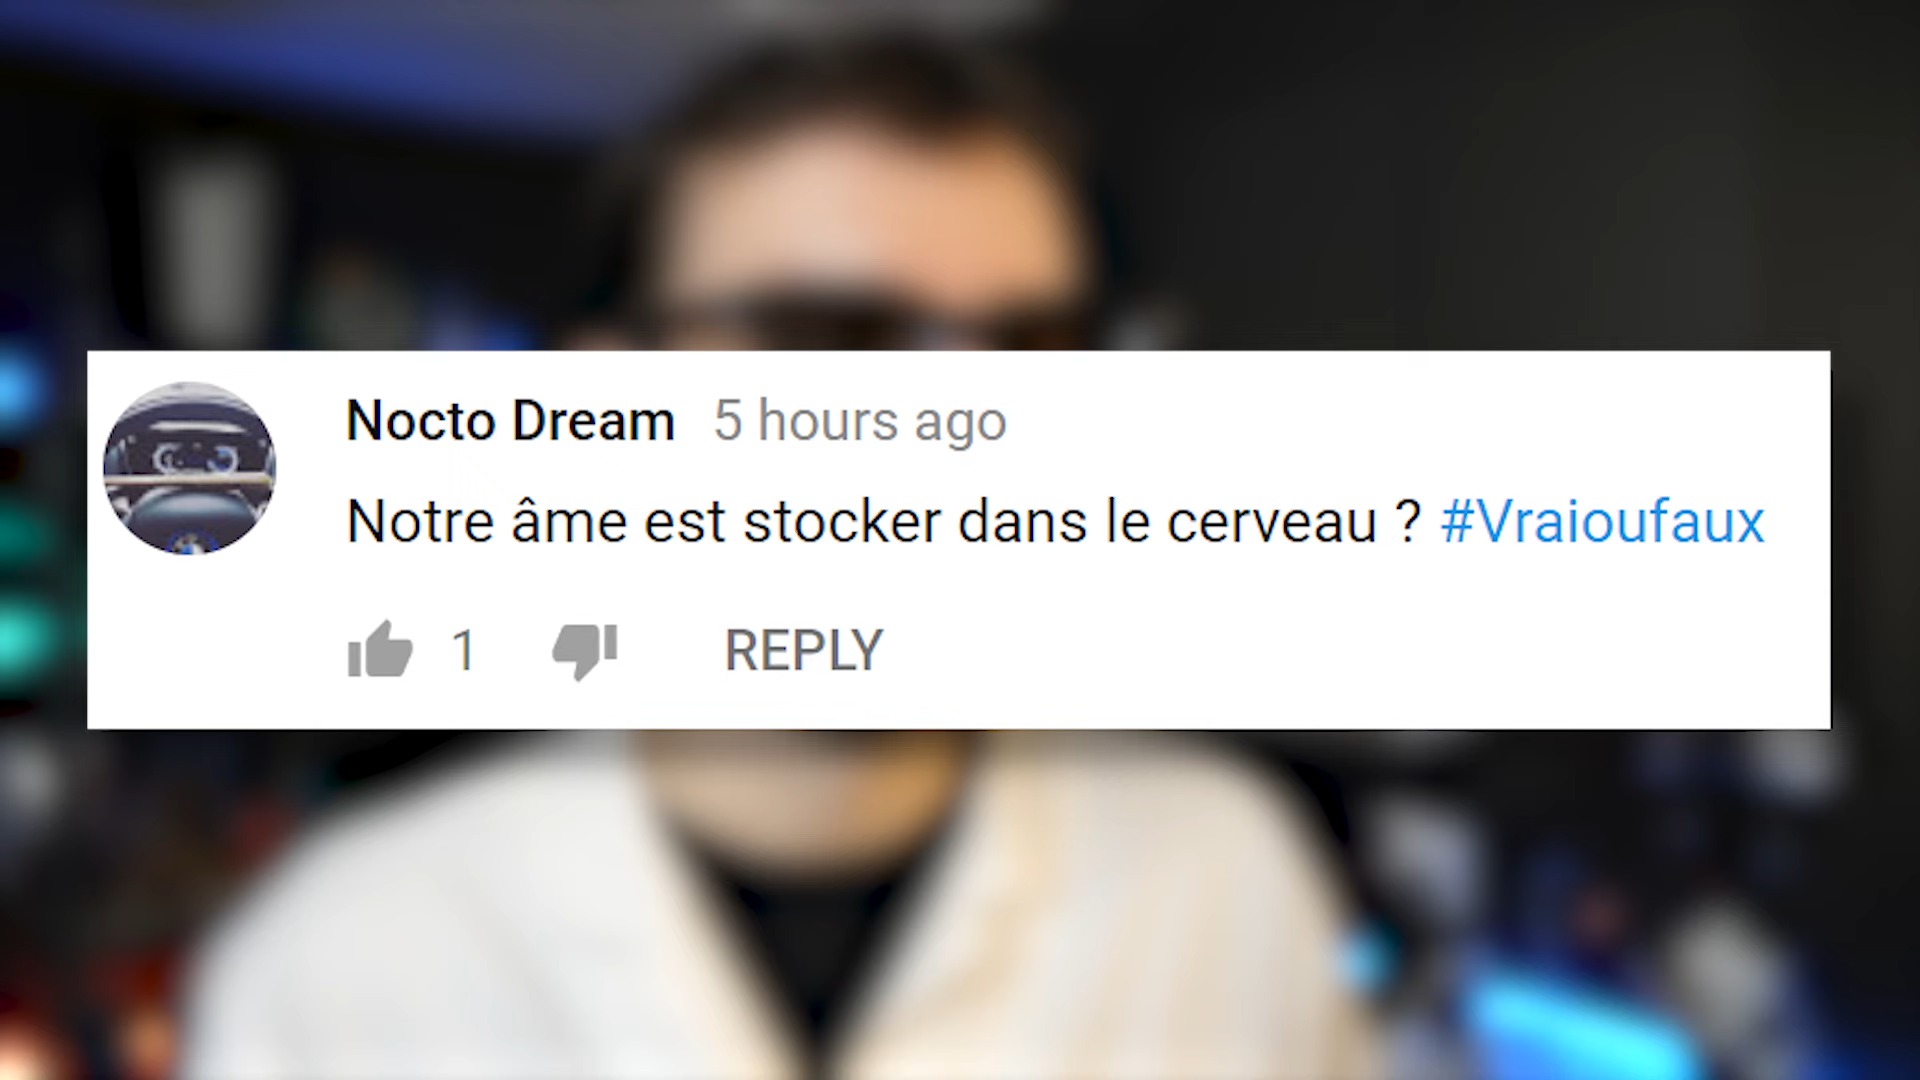 Nocto Dream 5 hours ago
Notre âme est stocker dans le cerveau ? #Vraioufaux
1 REPLY